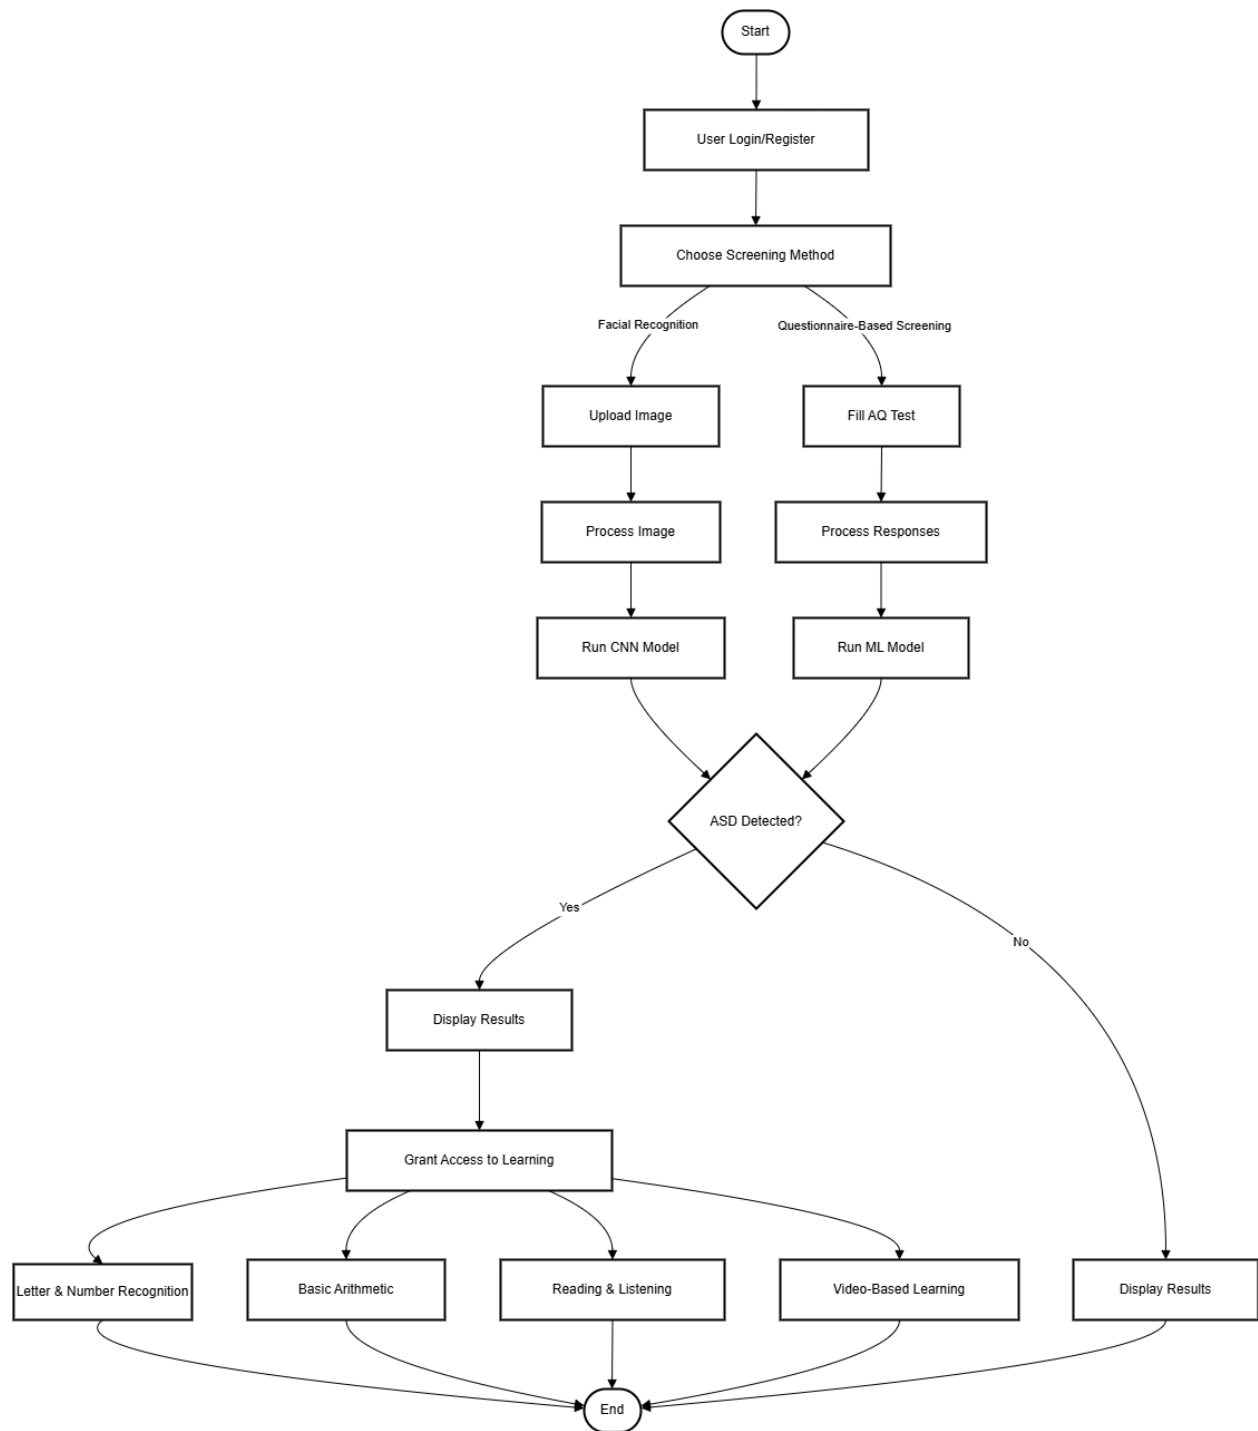 Start
User Login/Register
Choose Screening Method
Facial Recognition
Questionnaire-Based Screening
Upload Image
Fill AQ Test
Process Image
Process Responses
Run CNN Model
Run ML Model
ASD Detected?
Yes
No
Display Results
Grant Access to Learning
Letter & Number Recognition
Basic Arithmetic
Reading & Listening
Video-Based Learning
Display Results
End